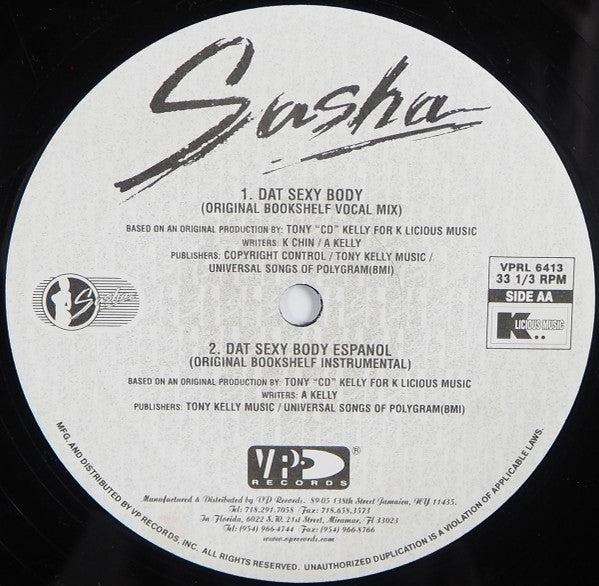 Sasha
1. DAT SEXY BODY
(ORIGINAL BOOKSHELF VOCAL MIX)
BASED ON AN ORIGINAL PRODUCTION BY: TONY "CD" KELLY FOR K LICIOUS MUSIC
WRITERS: K CHIN / A KELLY
PUBLISHERS: COPYRIGHT CONTROL / TONY KELLY MUSIC /
UNIVERSAL SONGS OF POLYGRAM(BMI)
VPRL 6413
33 1/3 RPM
SIDE AA
K LICIOUS MUSIC
2. DAT SEXY BODY ESPANOL
(ORIGINAL BOOKSHELF INSTRUMENTAL)
BASED ON AN ORIGINAL PRODUCTION BY: TONY "CD" KELLY FOR K LICIOUS MUSIC
WRITERS: A KELLY
PUBLISHERS: TONY KELLY MUSIC / UNIVERSAL SONGS OF POLYGRAM(BMI)
VP ®
RECORDS
Manufactured & Distributed by VP Records. 89-05 138th Street Jamaica, NY 11435.
Tel: 718.291.7058 Fax: 718.658.3573
In Florida, 6022 S.W. 21st Street, Miramar, Fl 33023
Tel: (954) 966-4744 Fax: (954) 966-8766
www.vprecords.com
MFG. AND DISTRIBUTED BY VP RECORDS, INC. ALL RIGHTS RESERVED. UNAUTHORIZED DUPLICATION IS A VIOLATION OF APPLICABLE LAWS.